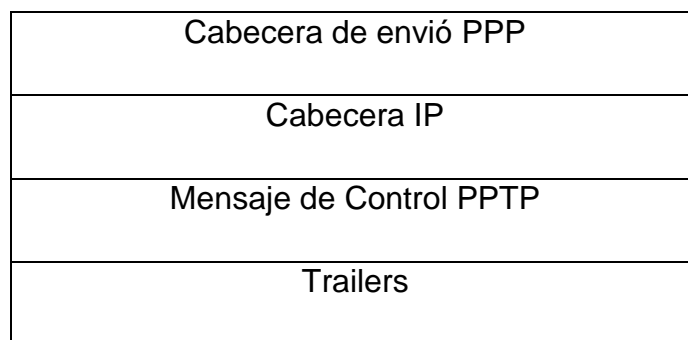 Cabecera de envió PPP
Cabecera IP
Mensaje de Control PPTP
Trailers